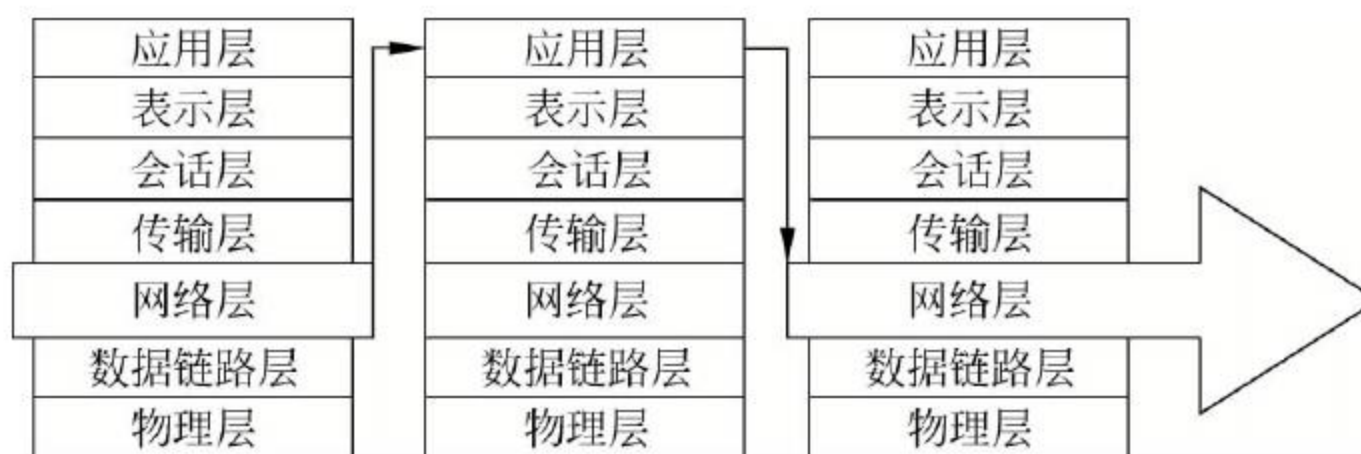 应用层 应用层 应用层
表示层 表示层 表示层
会话层 会话层 会话层
传输层 传输层 传输层
网络层 网络层 网络层
数据链路层 数据链路层 数据链路层
物理层 物理层 物理层